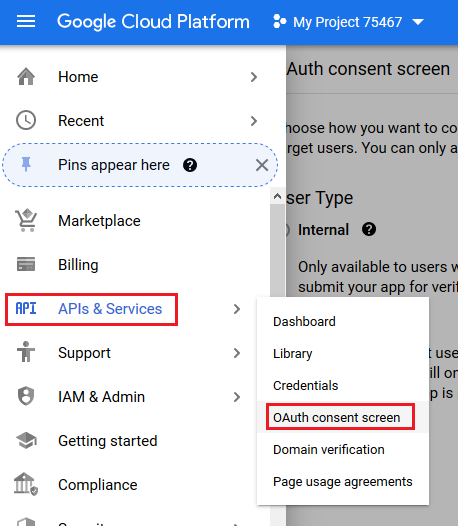 Google Cloud Platform
My Project 75467
Home
Recent
Pins appear here
Marketplace
Billing
API APIs & Services
Support
IAM & Admin
Getting started
Compliance
Auth consent screen
hoose how you want to co
rget users. You can only a
ser Type
Internal
Only available to users w
submit your app for verif
Dashboard
Library
Credentials
OAuth consent screen
Domain verification
Page usage agreements
t use
ill on
p is